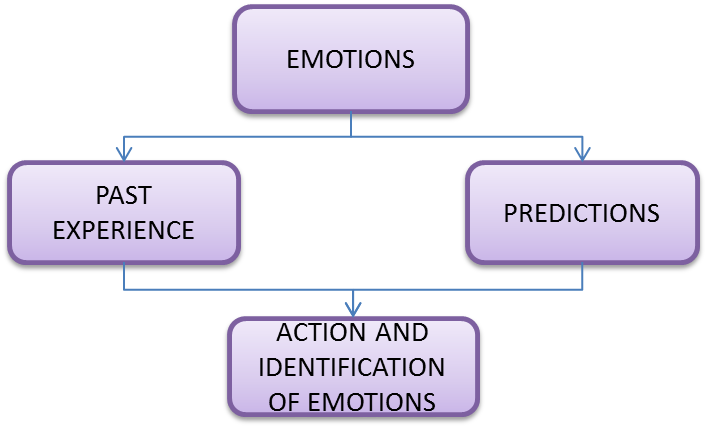 EMOTIONS
PAST
EXPERIENCE
PREDICTIONS
ACTION AND
IDENTIFICATION
OF EMOTIONS